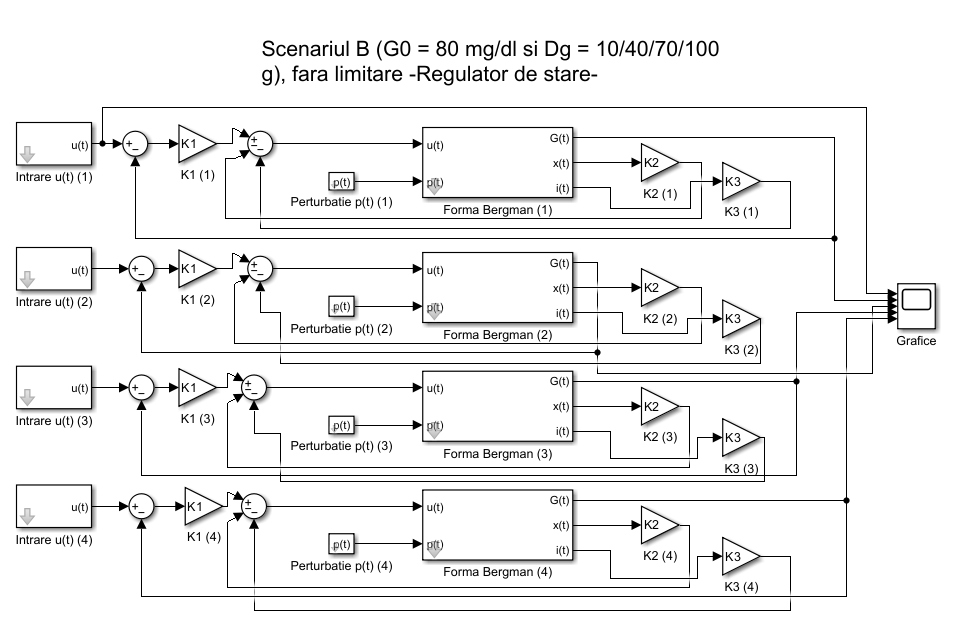 Scenariul B (G0 = 80 mg/dl si Dg = 10/40/70/100
g), fara limitare -Regulator de stare-
u(t)
Intrare u(t) (1)
K1
K1 (1)
p(t)
Perturbatie p(t) (1)
u(t)
p(t)
G(t)
x(t)
i(t)
Forma Bergman (1)
K2
K2 (1)
K3
K3 (1)
u(t)
Intrare u(t) (2)
K1
K1 (2)
p(t)
Perturbatie p(t) (2)
u(t)
p(t)
G(t)
x(t)
i(t)
Forma Bergman (2)
K2
K2 (2)
K3
K3 (2)
Grafice
u(t)
Intrare u(t) (3)
K1
K1 (3)
p(t)
Perturbatie p(t) (3)
u(t)
p(t)
G(t)
x(t)
i(t)
Forma Bergman (3)
K2
K2 (3)
K3
K3 (3)
u(t)
Intrare u(t) (4)
K1
K1 (4)
p(t)
Perturbatie p(t) (4)
u(t)
p(t)
G(t)
x(t)
i(t)
Forma Bergman (4)
K2
K2 (4)
K3
K3 (4)